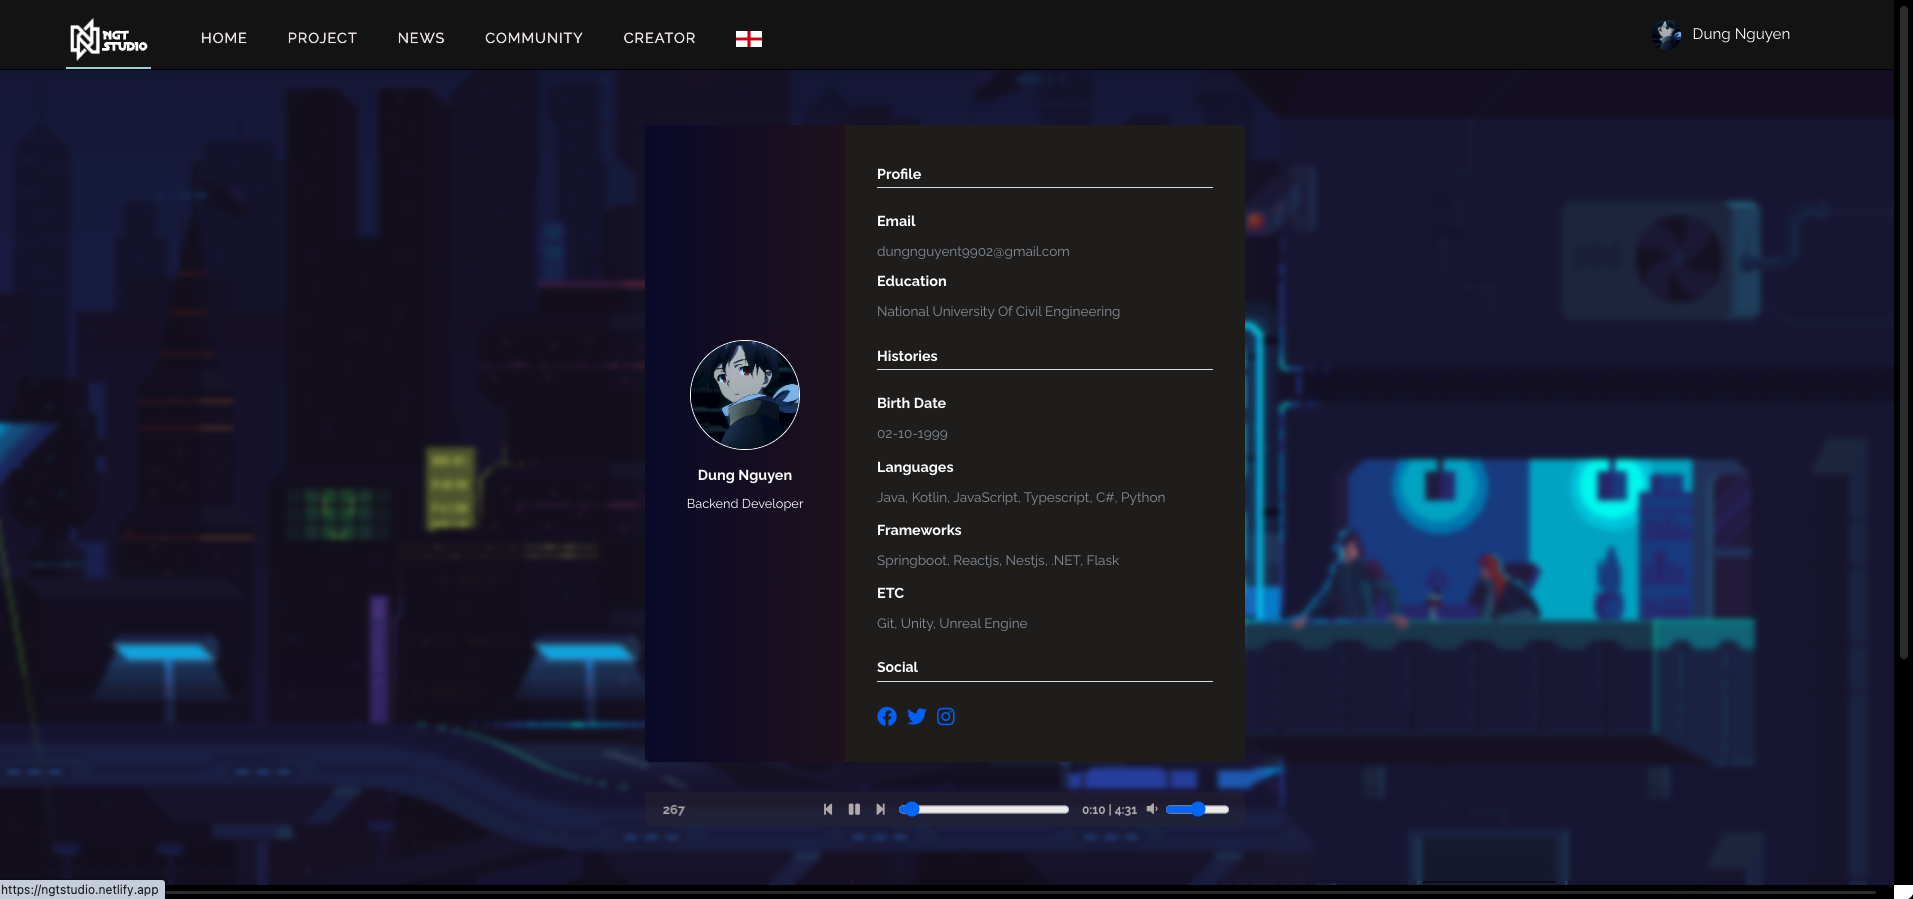 NGT
STUDIO
HOME PROJECT NEWS COMMUNITY CREATOR
Dung Nguyen
Dung Nguyen
Backend Developer
Profile
Email
dungnguyent9902@gmail.com
Education
National University Of Civil Engineering
Histories
Birth Date
02-10-1999
Languages
Java, Kotlin, JavaScript, Typescript, C#, Python
Frameworks
Springboot, Reactjs, Nestjs, .NET, Flask
ETC
Git, Unity, Unreal Engine
Social
267 0:10 | 4:31
https://ngtstudio.netlify.app